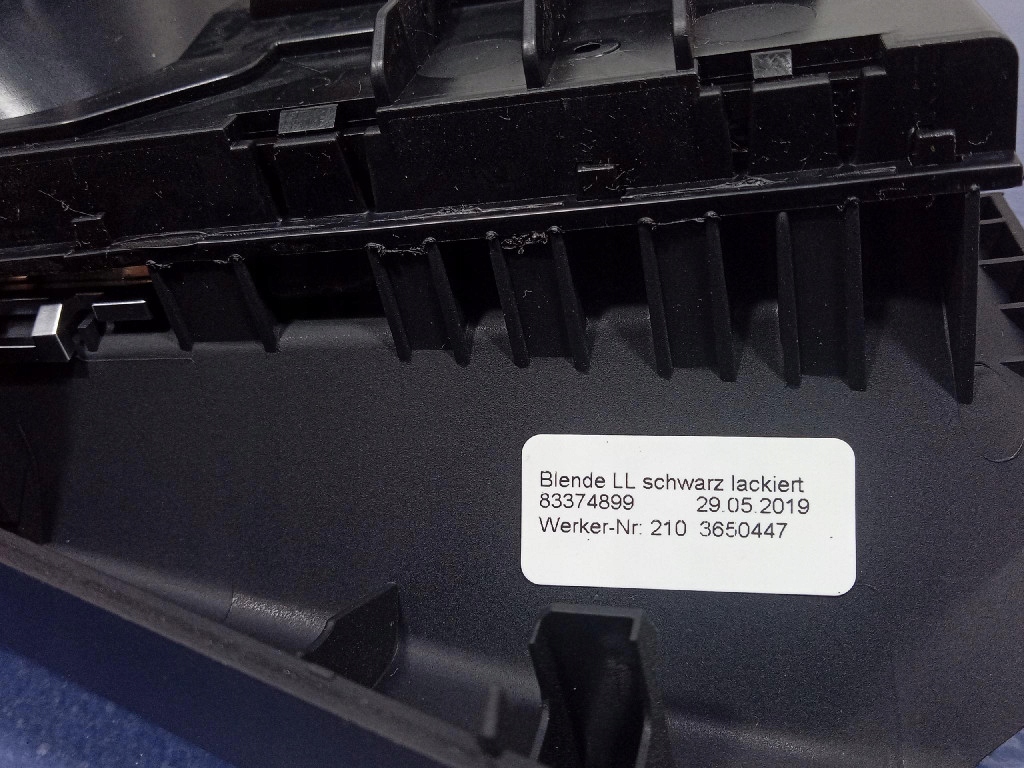 Blende LL schwarz lackiert
83374899 29.05.2019
Werker-Nr: 210 3650447